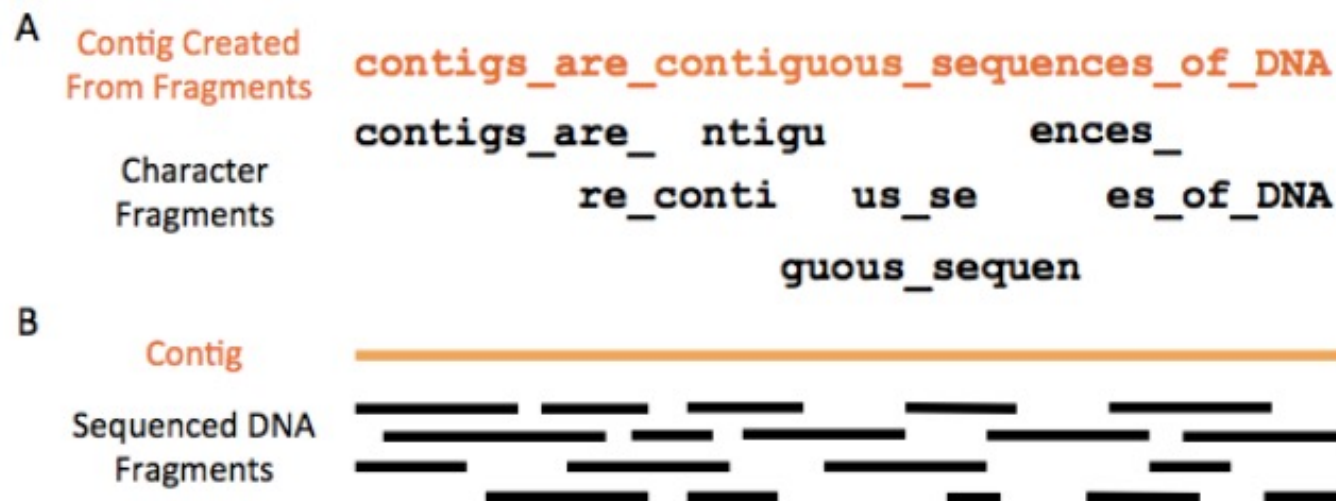 A
Contig Created
From Fragments
contigs_are_contiguous_sequences_of_DNA
contigs_are_ ntigu ences_
Character
Fragments
re_conti us_se es_of_DNA
guous_sequen
B
Contig
Sequenced DNA
Fragments